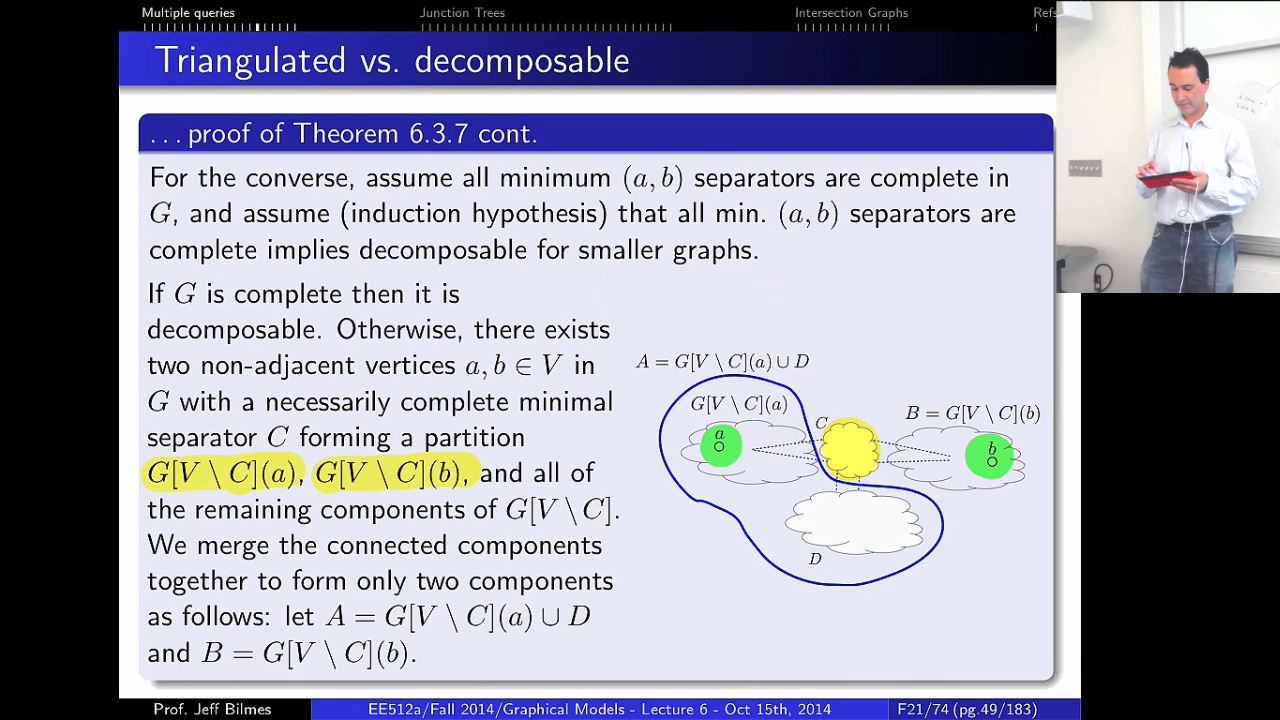 Multiple queries
Junction Trees
Intersection Graphs
Refs
Triangulated vs. decomposable
. . . proof of Theorem 6.3.7 cont.
For the converse, assume all minimum (a, b) separators are complete in
G, and assume (induction hypothesis) that all min. (a, b) separators are
complete implies decomposable for smaller graphs.
If G is complete then it is
decomposable. Otherwise, there exists
two non-adjacent vertices a, b ∈ V in
G with a necessarily complete minimal
separator C forming a partition
G[V \ C](a), G[V \ C](b), and all of
the remaining components of G[V \ C].
We merge the connected components
together to form only two components
as follows: let A = G[V \ C](a) ∪ D
and B = G[V \ C](b).
A = G[V \ C](a) ∪ D
G[V \ C](a)
C
B = G[V \ C](b)
a
b
D
Prof. Jeff Bilmes
EE512a/Fall 2014/Graphical Models - Lecture 6 - Oct 15th, 2014
F21/74 (pg.49/183)